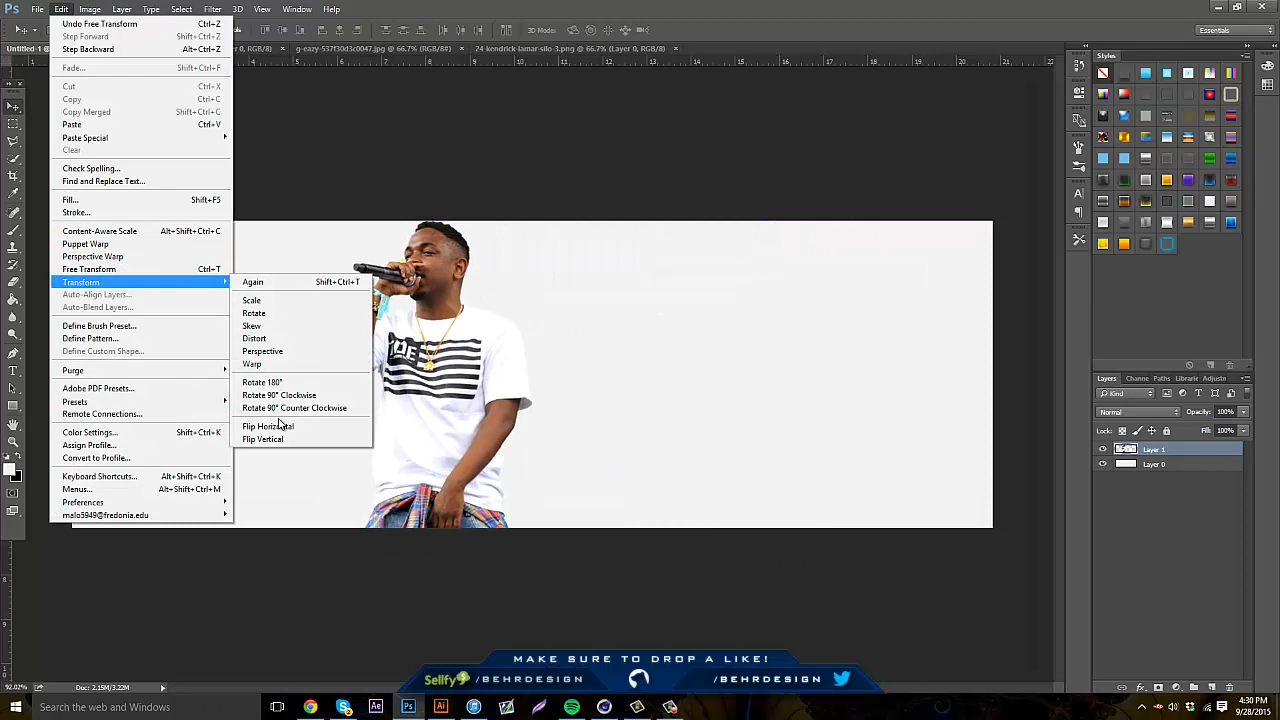 Ps File Edit Image Layer Type Select Filter 3D View Window Help
3D Mode: Essentials
Untitled-1 @ 0, RGB/8) × g-eazy-537f30d3c0047.jpg @ 66.7% (RGB/8#) × 24-kendrick-lamar-silo-3.png @ 66.7% (Layer 0, RGB/8) ×
Undo Free Transform Ctrl+Z
Step Forward Shift+Ctrl+Z
Step Backward Alt+Ctrl+Z
Fade... Shift+Ctrl+F
Cut Ctrl+X
Copy Ctrl+C
Copy Merged Shift+Ctrl+C
Paste Ctrl+V
Paste Special
Clear
Check Spelling...
Find and Replace Text...
Fill... Shift+F5
Stroke...
Content-Aware Scale Alt+Shift+Ctrl+C
Puppet Warp
Perspective Warp
Free Transform Ctrl+T
Transform
Auto-Align Layers...
Auto-Blend Layers...
Define Brush Preset...
Define Pattern...
Define Custom Shape...
Purge
Adobe PDF Presets...
Presets
Remote Connections...
Color Settings... Shift+Ctrl+K
Assign Profile...
Convert to Profile...
Keyboard Shortcuts... Alt+Shift+Ctrl+K
Menus... Alt+Shift+Ctrl+M
Preferences
malo5949@fredonia.edu
Again Shift+Ctrl+T
Scale
Rotate
Skew
Distort
Perspective
Warp
Rotate 180°
Rotate 90° Clockwise
Rotate 90° Counter Clockwise
Flip Horizontal
Flip Vertical
Styles
Layers Channe Paths Librarie Adjustm
Kind
Normal Opacity: 100%
Lock: Fill: 100%
Layer 1
Layer 0
92.02% Doc: 2.15M/3.22M
MAKE SURE TO DROP A LIKE!
Sellfy /BEHRDESIGN /BEHRDESIGN
Search the web and Windows
4:30 PM
9/28/2015